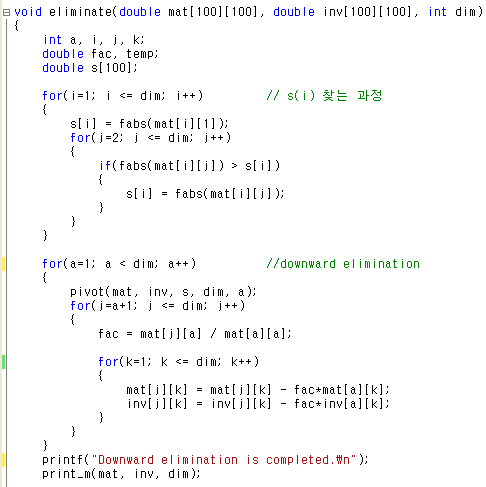 void eliminate(double mat[100][100], double inv[100][100], int dim)
{
    int a, i, j, k;
    double fac, temp;
    double s[100];

    for(i=1; i <= dim; i++)         // s(i) 찾는 과정
    {
        s[i] = fabs(mat[i][1]);
        for(j=2; j <= dim; j++)
        {
            if(fabs(mat[i][j]) > s[i])
            {
                s[i] = fabs(mat[i][j]);
            }
        }
    }

    for(a=1; a < dim; a++)          //downward elimination
    {
        pivot(mat, inv, s, dim, a);
        for(j=a+1; j <= dim; j++)
        {
            fac = mat[j][a] / mat[a][a];

            for(k=1; k <= dim; k++)
            {
                mat[j][k] = mat[j][k] - fac*mat[a][k];
                inv[j][k] = inv[j][k] - fac*inv[a][k];
            }
        }
    }
    printf("Downward elimination is completed.₩n");
    print_m(mat, inv, dim);